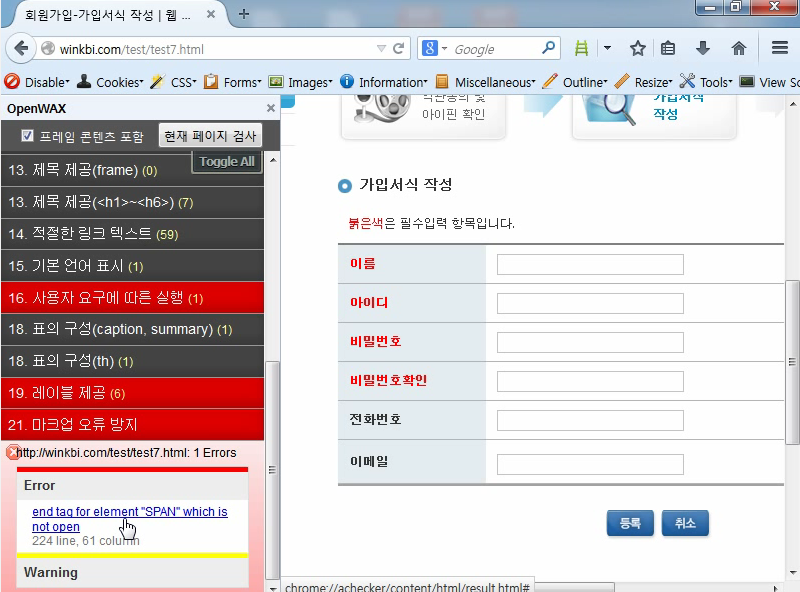 회원가입-가입서식 작성 | 웹 ...
winkbi.com/test/test7.html
Google
Disable Cookies CSS Forms Images Information Miscellaneous Outline Resize Tools View So
OpenWAX
프레임 콘텐츠 포함
현재 페이지 검사
Toggle All
13. 제목 제공(frame) (0)
13. 제목 제공(<h1>~<h6>) (7)
14. 적절한 링크 텍스트 (59)
15. 기본 언어 표시 (1)
16. 사용자 요구에 따른 실행 (1)
18. 표의 구성(caption, summary) (1)
18. 표의 구성(th) (1)
19. 레이블 제공 (6)
21. 마크업 오류 방지
http://winkbi.com/test/test7.html: 1 Errors
Error
end tag for element "SPAN" which is
not open
224 line, 61 column
Warning
약관동의 및
아이핀 확인
가입서식
작성
가입서식 작성
붉은색은 필수입력 항목입니다.
이름
아이디
비밀번호
비밀번호확인
전화번호
이메일
등록
취소
chrome://achecker/content/html/result.html#